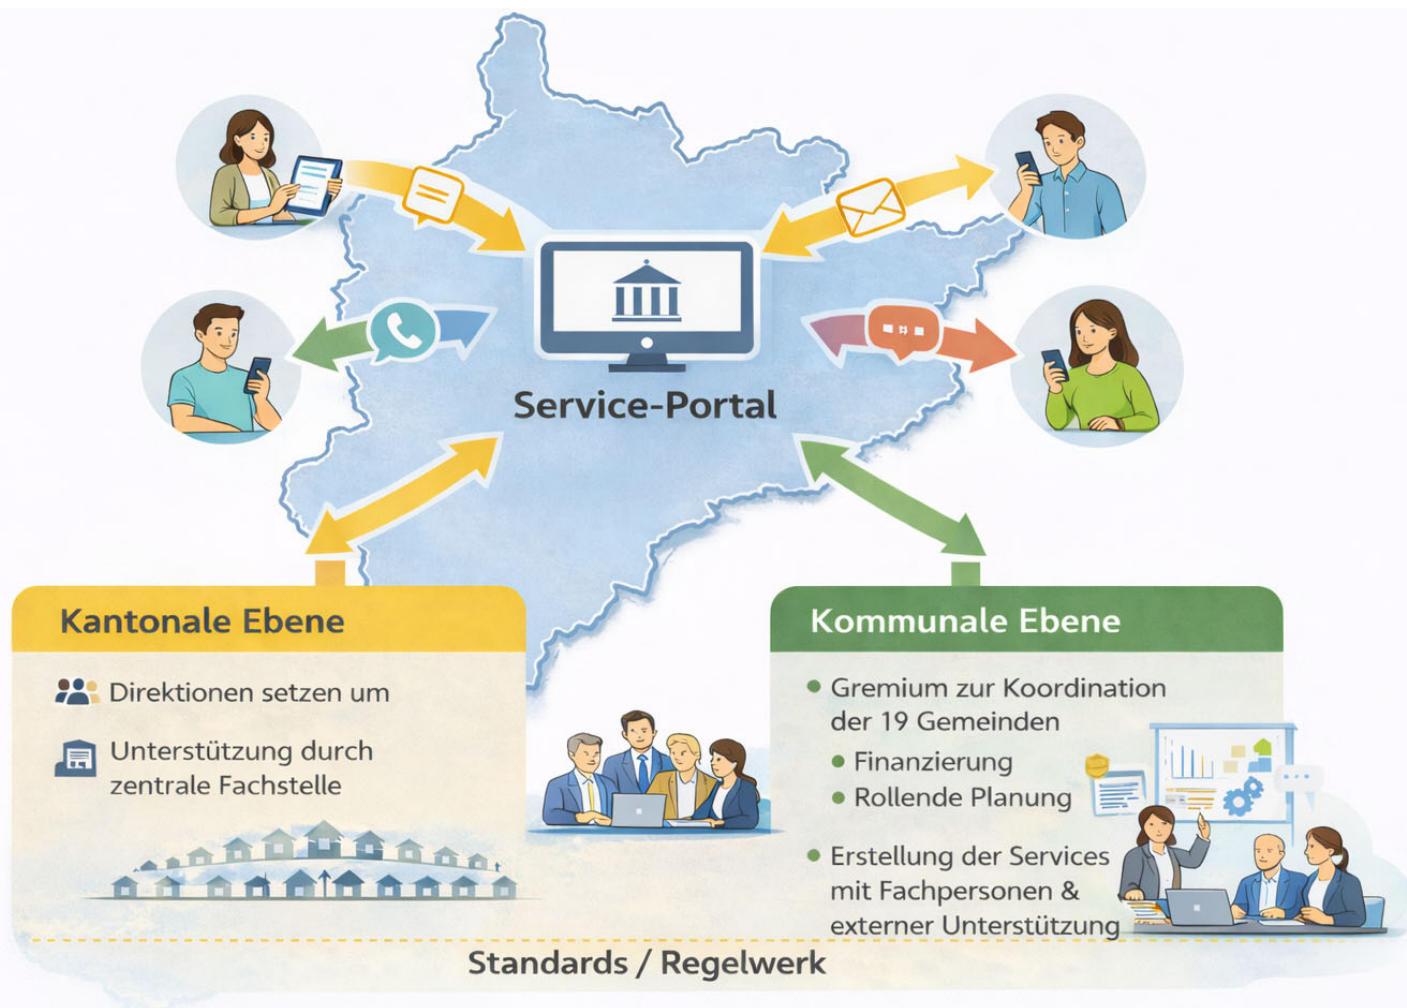 Service-Portal
Kantonale Ebene
Direktionen setzen um
Unterstützung durch
zentrale Fachstelle
Kommunale Ebene
Gremium zur Koordination
der 19 Gemeinden
Finanzierung
Rollende Planung
Erstellung der Services
mit Fachpersonen &
externer Unterstützung
Standards / Regelwerk